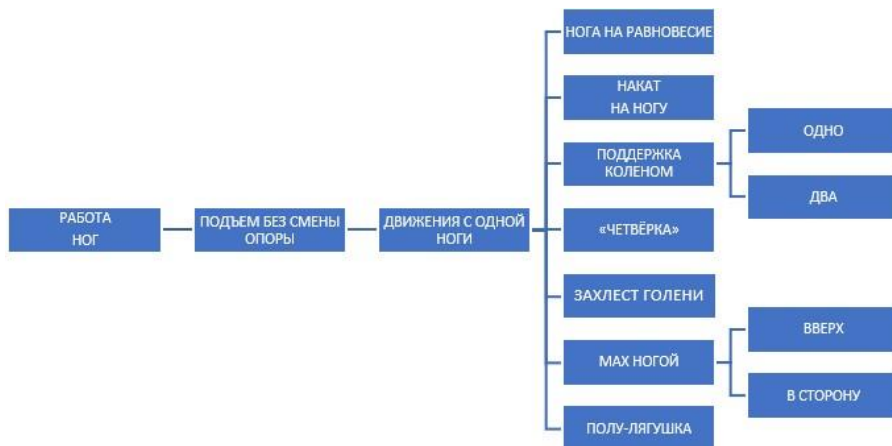 РАБОТА
НОГ
ПОДЪЕМ БЕЗ СМЕНЫ
ОПОРЫ
ДВИЖЕНИЯ С ОДНОЙ
НОГИ
НОГА НА РАВНОВЕСИЕ
НАКАТ
НА НОГУ
ПОДДЕРЖКА
КОЛЕНОМ
ОДНО
ДВА
«ЧЕТВЁРКА»
ЗАХЛЕСТ ГОЛЕНИ
МАХ НОГОЙ
ВВЕРХ
В СТОРОНУ
ПОЛУ-ЛЯГУШКА